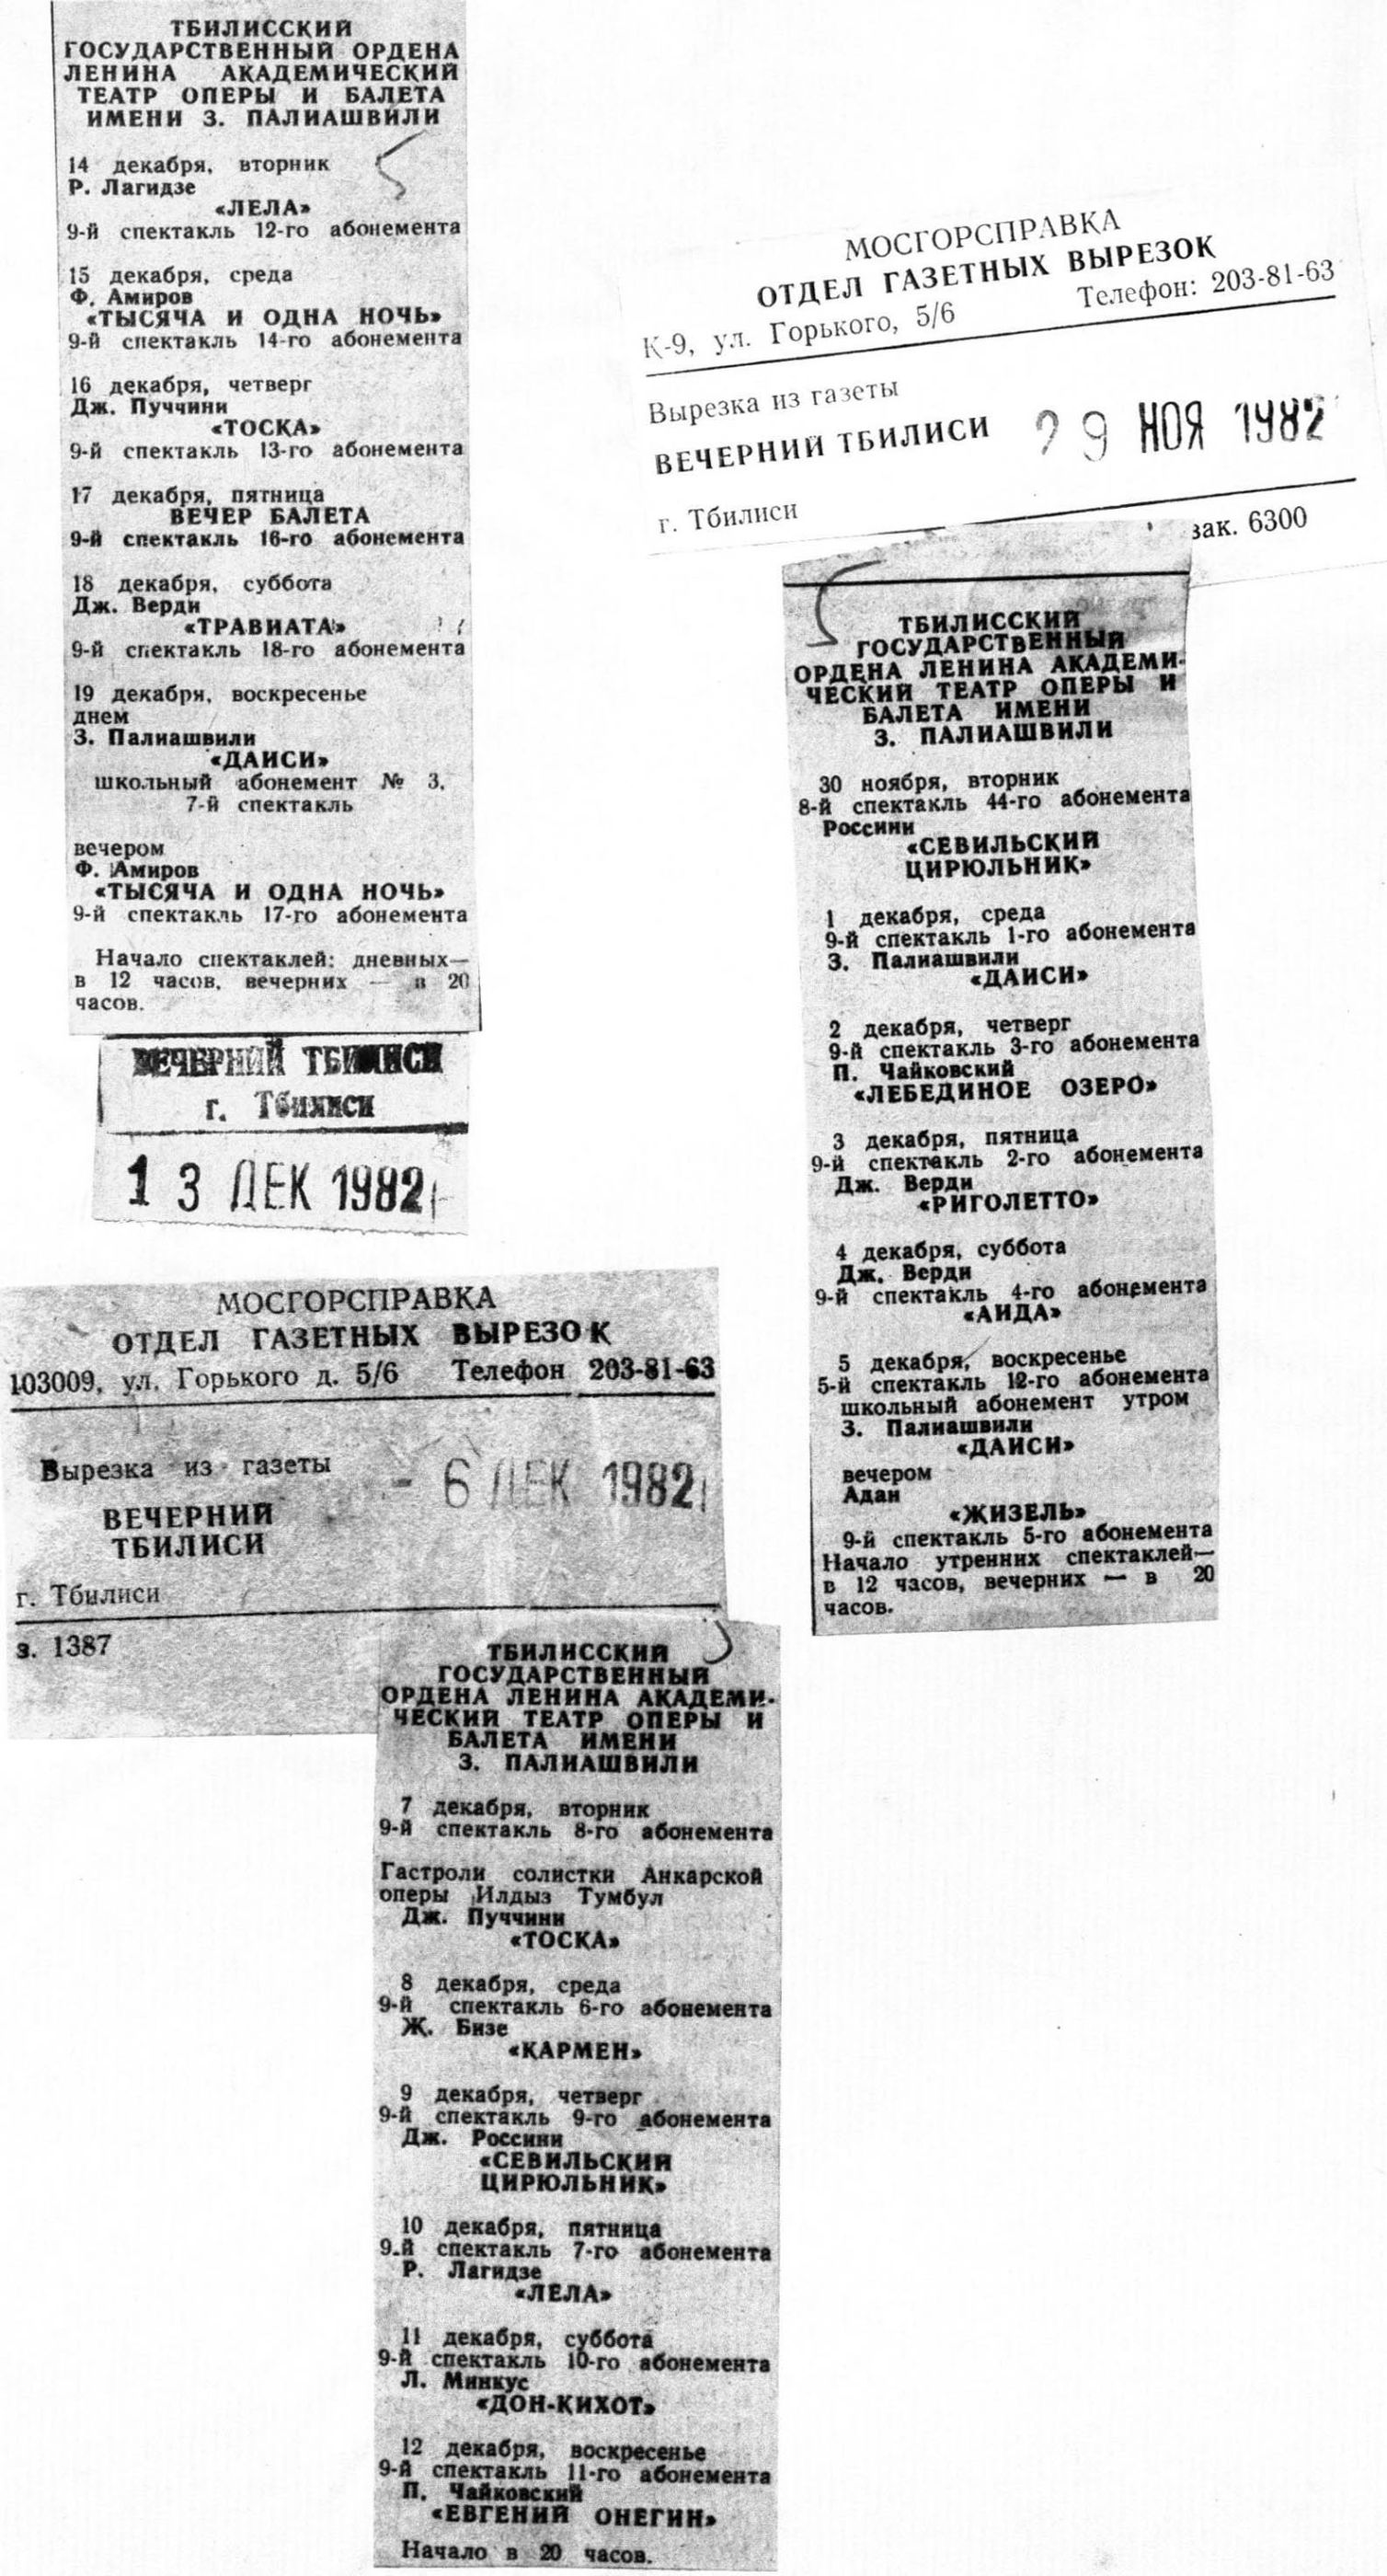 ТБИЛИССКИЙ
ГОСУДАРСТВЕННЫЙ ОРДЕНА
ЛЕНИНА АКАДЕМИЧЕСКИЙ
ТЕАТР ОПЕРЫ И БАЛЕТА
ИМЕНИ З. ПАЛИАШВИЛИ
14 декабря, вторник
Р. Лагидзе
«ЛЕЛА»
9-й спектакль 12-го абонемента
15 декабря, среда
Ф. Амиров
«ТЫСЯЧА И ОДНА НОЧЬ»
9-й спектакль 14-го абонемента
16 декабря, четверг
Дж. Пуччини
«ТОСКА»
9-й спектакль 13-го абонемента
17 декабря, пятница
ВЕЧЕР БАЛЕТА
9-й спектакль 16-го абонемента
18 декабря, суббота
Дж. Верди
«ТРАВИАТА»
9-й спектакль 18-го абонемента
19 декабря, воскресенье
днем
З. Палиашвили
«ДАИСИ»
школьный абонемент № 3,
7-й спектакль
вечером
Ф. Амиров
«ТЫСЯЧА И ОДНА НОЧЬ»
9-й спектакль 17-го абонемента
Начало спектаклей: дневных—
в 12 часов, вечерних — в 20
часов.
ВЕЧЕРНИЙ ТБИЛИСИ
г. Тбилиси
13 ДЕК 1982
МОСГОРСПРАВКА
ОТДЕЛ ГАЗЕТНЫХ ВЫРЕЗОК
К-9, ул. Горького, 5/6 Телефон: 203-81-63
Вырезка из газеты
ВЕЧЕРНИЙ ТБИЛИСИ 29 НОЯ 1982
г. Тбилиси
зак. 6300
ТБИЛИССКИЙ
ГОСУДАРСТВЕННЫЙ
ОРДЕНА ЛЕНИНА АКАДЕМИ-
ЧЕСКИЙ ТЕАТР ОПЕРЫ И
БАЛЕТА ИМЕНИ
З. ПАЛИАШВИЛИ
30 ноября, вторник
8-й спектакль 44-го абонемента
Россини
«СЕВИЛЬСКИЙ
ЦИРЮЛЬНИК»
1 декабря, среда
9-й спектакль 1-го абонемента
З. Палиашвили
«ДАИСИ»
2 декабря, четверг
9-й спектакль 3-го абонемента
П. Чайковский
«ЛЕБЕДИНОЕ ОЗЕРО»
3 декабря, пятница
9-й спектакль 2-го абонемента
Дж. Верди
«РИГОЛЕТТО»
4 декабря, суббота
Дж. Верди
9-й спектакль 4-го абонемента
«АИДА»
5 декабря, воскресенье
5-й спектакль 12-го абонемента
школьный абонемент утром
З. Палиашвили
«ДАИСИ»
вечером
Адан
«ЖИЗЕЛЬ»
9-й спектакль 5-го абонемента
Начало утренних спектаклей—
в 12 часов, вечерних — в 20
часов.
МОСГОРСПРАВКА
ОТДЕЛ ГАЗЕТНЫХ ВЫРЕЗОК
103009, ул. Горького д. 5/6 Телефон 203-81-63
Вырезка из газеты - 6 ДЕК 1982
ВЕЧЕРНИЙ
ТБИЛИСИ
г. Тбилиси
з. 1387
ТБИЛИССКИЙ
ГОСУДАРСТВЕННЫЙ
ОРДЕНА ЛЕНИНА АКАДЕМИ-
ЧЕСКИЙ ТЕАТР ОПЕРЫ И
БАЛЕТА ИМЕНИ
З. ПАЛИАШВИЛИ
7 декабря, вторник
9-й спектакль 8-го абонемента
Гастроли солистки Анкарской
оперы Илдыз Тумбул
Дж. Пуччини
«ТОСКА»
8 декабря, среда
9-й спектакль 6-го абонемента
Ж. Бизе
«КАРМЕН»
9 декабря, четверг
9-й спектакль 9-го абонемента
Дж. Россини
«СЕВИЛЬСКИЙ
ЦИРЮЛЬНИК»
10 декабря, пятница
9-й спектакль 7-го абонемента
Р. Лагидзе
«ЛЕЛА»
11 декабря, суббота
9-й спектакль 10-го абонемента
Л. Минкус
«ДОН-КИХОТ»
12 декабря, воскресенье
9-й спектакль 11-го абонемента
П. Чайковский
«ЕВГЕНИЙ ОНЕГИН»
Начало в 20 часов.